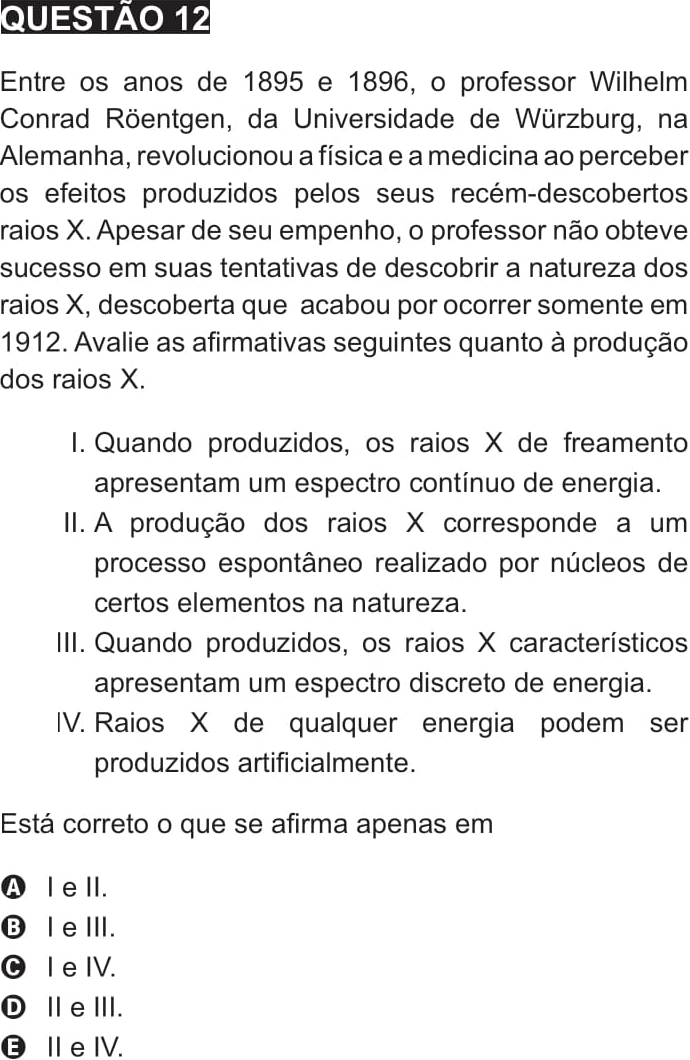 QUESTÃO 12
Entre os anos de 1895 e 1896, o professor Wilhelm
Conrad Röentgen, da Universidade de Würzburg, na
Alemanha, revolucionou a física e a medicina ao perceber
os efeitos produzidos pelos seus recém-descobertos
raios X. Apesar de seu empenho, o professor não obteve
sucesso em suas tentativas de descobrir a natureza dos
raios X, descoberta que acabou por ocorrer somente em
1912. Avalie as afirmativas seguintes quanto à produção
dos raios X.
I. Quando produzidos, os raios X de freamento
apresentam um espectro contínuo de energia.
II. A produção dos raios X corresponde a um
processo espontâneo realizado por núcleos de
certos elementos na natureza.
III. Quando produzidos, os raios X característicos
apresentam um espectro discreto de energia.
IV. Raios X de qualquer energia podem ser
produzidos artificialmente.
Está correto o que se afirma apenas em
A I e II.
B I e III.
C I e IV.
D II e III.
E II e IV.